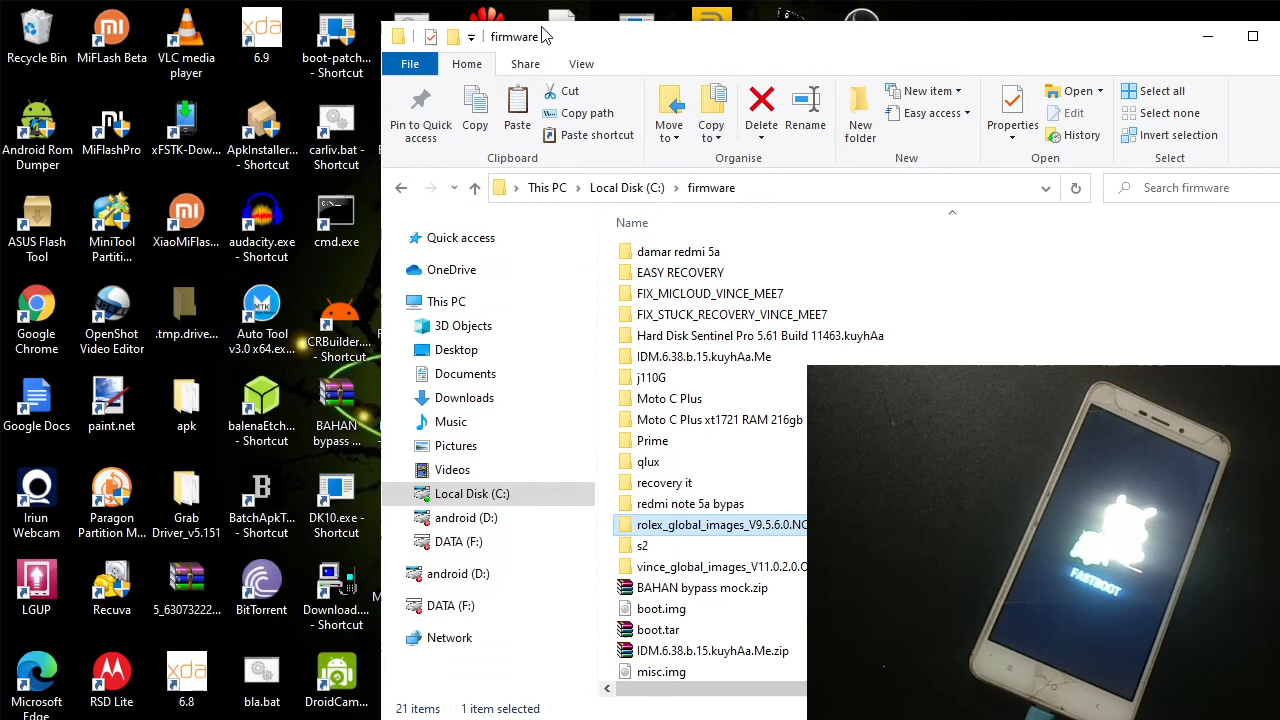 Recycle Bin
MiFlash Beta
VLC media
player
6.9
boot-patch...
- Shortcut
Android Rom
Dumper
MiFlashPro
xFSTK-Dow...
ApkInstaller...
- Shortcut
carliv.bat -
Shortcut
ASUS Flash
Tool
MiniTool
Partiti...
XiaoMiFlas...
audacity.exe
- Shortcut
cmd.exe
Google
Chrome
OpenShot
Video Editor
.tmp.drive...
Auto Tool
v3.0 x64.ex...
CRBuilder....
- Shortcut
Google Docs
paint.net
apk
balenaEtch...
- Shortcut
BAHAN
bypass ...
Iriun
Webcam
Paragon
Partition M...
Grab
Driver_v5.151
BatchApkT...
- Shortcut
DK10.exe -
Shortcut
LGUP
Recuva
5_63073222...
BitTorrent
Download....
- Shortcut
Microsoft
Edge
RSD Lite
6.8
bla.bat
DroidCam...
firmware
File
Home
Share
View
Pin to Quick
access
Copy
Paste
Cut
Copy path
Paste shortcut
Clipboard
Move
to
Copy
to
Delete
Rename
Organise
New
folder
New item
Easy access
New
Properties
Open
Edit
History
Open
Select all
Select none
Invert selection
Select
This PC
Local Disk (C:)
firmware
Search firmware
Quick access
OneDrive
This PC
3D Objects
Desktop
Documents
Downloads
Music
Pictures
Videos
Local Disk (C:)
android (D:)
DATA (F:)
android (D:)
DATA (F:)
Network
Name
damar redmi 5a
EASY RECOVERY
FIX_MICLOUD_VINCE_MEE7
FIX_STUCK_RECOVERY_VINCE_MEE7
Hard Disk Sentinel Pro 5.61 Build 11463.kuyhAa
IDM.6.38.b.15.kuyhAa.Me
j110G
Moto C Plus
Moto C Plus xt1721 RAM 216gb
Prime
qlux
recovery it
redmi note 5a bypas
rolex_global_images_V9.5.6.0.NC
s2
vince_global_images_V11.0.2.0.O
BAHAN bypass mock.zip
boot.img
boot.tar
IDM.6.38.b.15.kuyhAa.Me.zip
misc.img
21 items
1 item selected
FASTBOOT